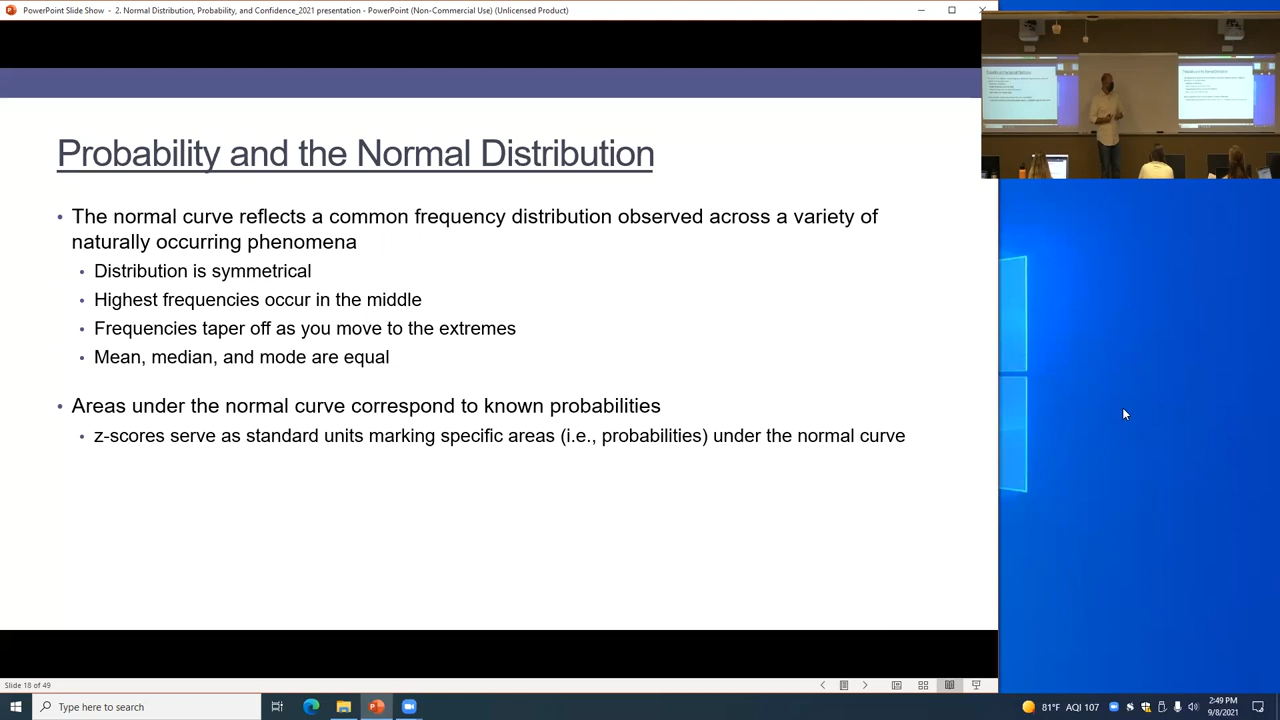 PowerPoint Slide Show - 2. Normal Distribution, Probability, and Confidence_2021 presentation - PowerPoint (Non-Commercial Use) (Unlicensed Product)
Probability and the Normal Distribution
• The normal curve reflects a common frequency distribution observed across a variety of
naturally occurring phenomena
• Distribution is symmetrical
• Highest frequencies occur in the middle
• Frequencies taper off as you move to the extremes
• Mean, median, and mode are equal
• Areas under the normal curve correspond to known probabilities
• z-scores serve as standard units marking specific areas (i.e., probabilities) under the normal curve
Slide 18 of 49
Type here to search
81°F AQI 107
2:49 PM
9/8/2021